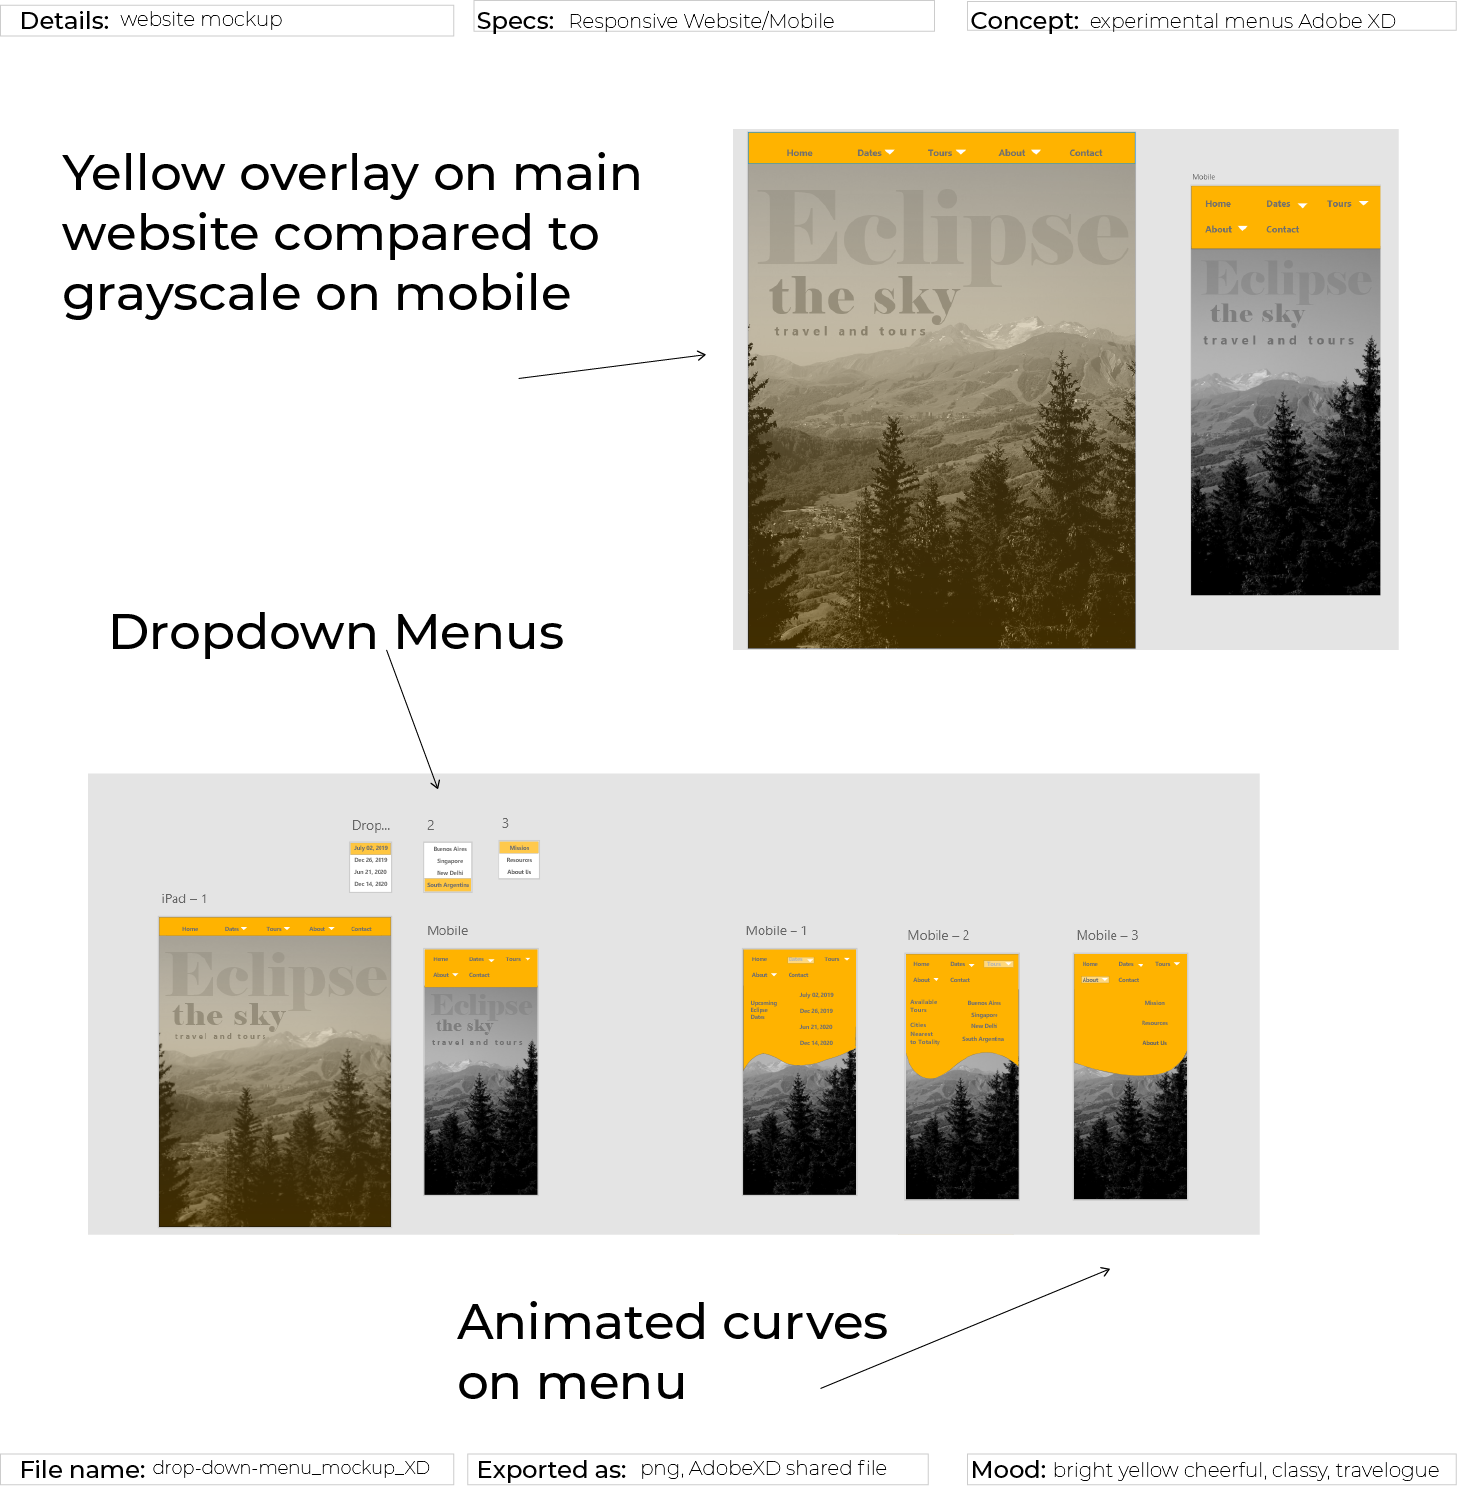 Details: website mockup
Specs: Responsive Website/Mobile
Concept: experimental menus Adobe XD
Yellow overlay on main
website compared to
grayscale on mobile
Home Dates Tours About Contact
Eclipse
the sky
travel and tours
Mobile
Home Dates Tours
About Contact
Eclipse
the sky
travel and tours
Dropdown Menus
Drop...
July 02, 2019
Dec 26, 2019
Jun 21, 2020
Dec 14, 2020
2
Buenos Aires
Singapore
New Delhi
South Argentina
3
Mission
Resources
About Us
iPad – 1
Home Dates Tours About Contact
Eclipse
the sky
travel and tours
Mobile
Home Dates Tours
About Contact
Eclipse
the sky
travel and tours
Mobile – 1
Home Tours
About Contact
Upcoming
Eclipse
Dates
July 02, 2019
Dec 26, 2019
Jun 21, 2020
Dec 14, 2020
Mobile – 2
Home Dates Tours
About Contact
Available
Tours
Cities
Nearest
to Totality
Buenos Aires
Singapore
New Delhi
South Argentina
Mobile – 3
Home Dates Tours
About Contact
Mission
Resources
About Us
Animated curves
on menu
File name: drop-down-menu_mockup_XD
Exported as: png, AdobeXD shared file
Mood: bright yellow cheerful, classy, travelogue